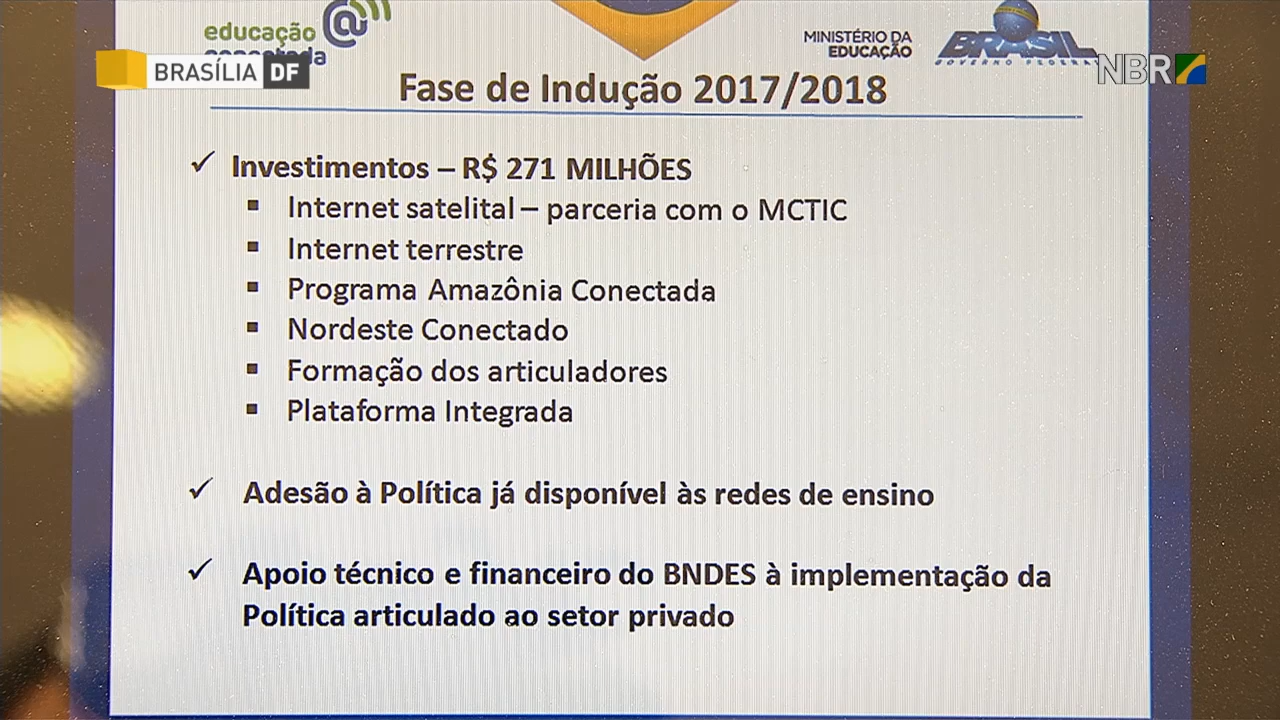 educação
conectada
BRASÍLIA DF
MINISTÉRIO DA
EDUCAÇÃO
BRASIL
GOVERNO FEDERAL
NBR
Fase de Indução 2017/2018
✓ Investimentos – R$ 271 MILHÕES
▪ Internet satelital – parceria com o MCTIC
▪ Internet terrestre
▪ Programa Amazônia Conectada
▪ Nordeste Conectado
▪ Formação dos articuladores
▪ Plataforma Integrada
✓ Adesão à Política já disponível às redes de ensino
✓ Apoio técnico e financeiro do BNDES à implementação da
Política articulado ao setor privado